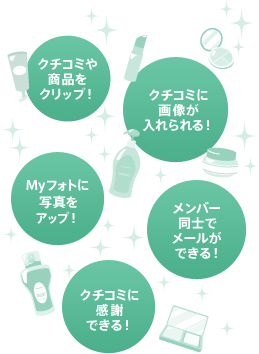 クチコミや
商品を
クリップ！
クチコミに
画像が
入れられる！
Myフォトに
写真を
アップ！
メンバー
同士で
メールが
できる！
クチコミに
感謝
できる！